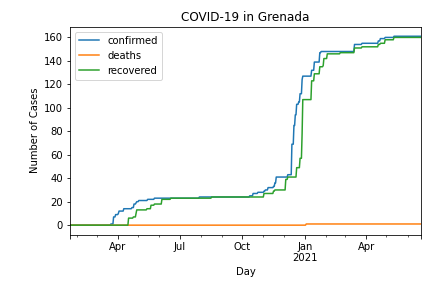 COVID-19 in Grenada
confirmed
deaths
recovered
Number of Cases
160
140
120
100
80
60
40
20
0
Apr
Jul
Oct
Jan
2021
Apr
Day